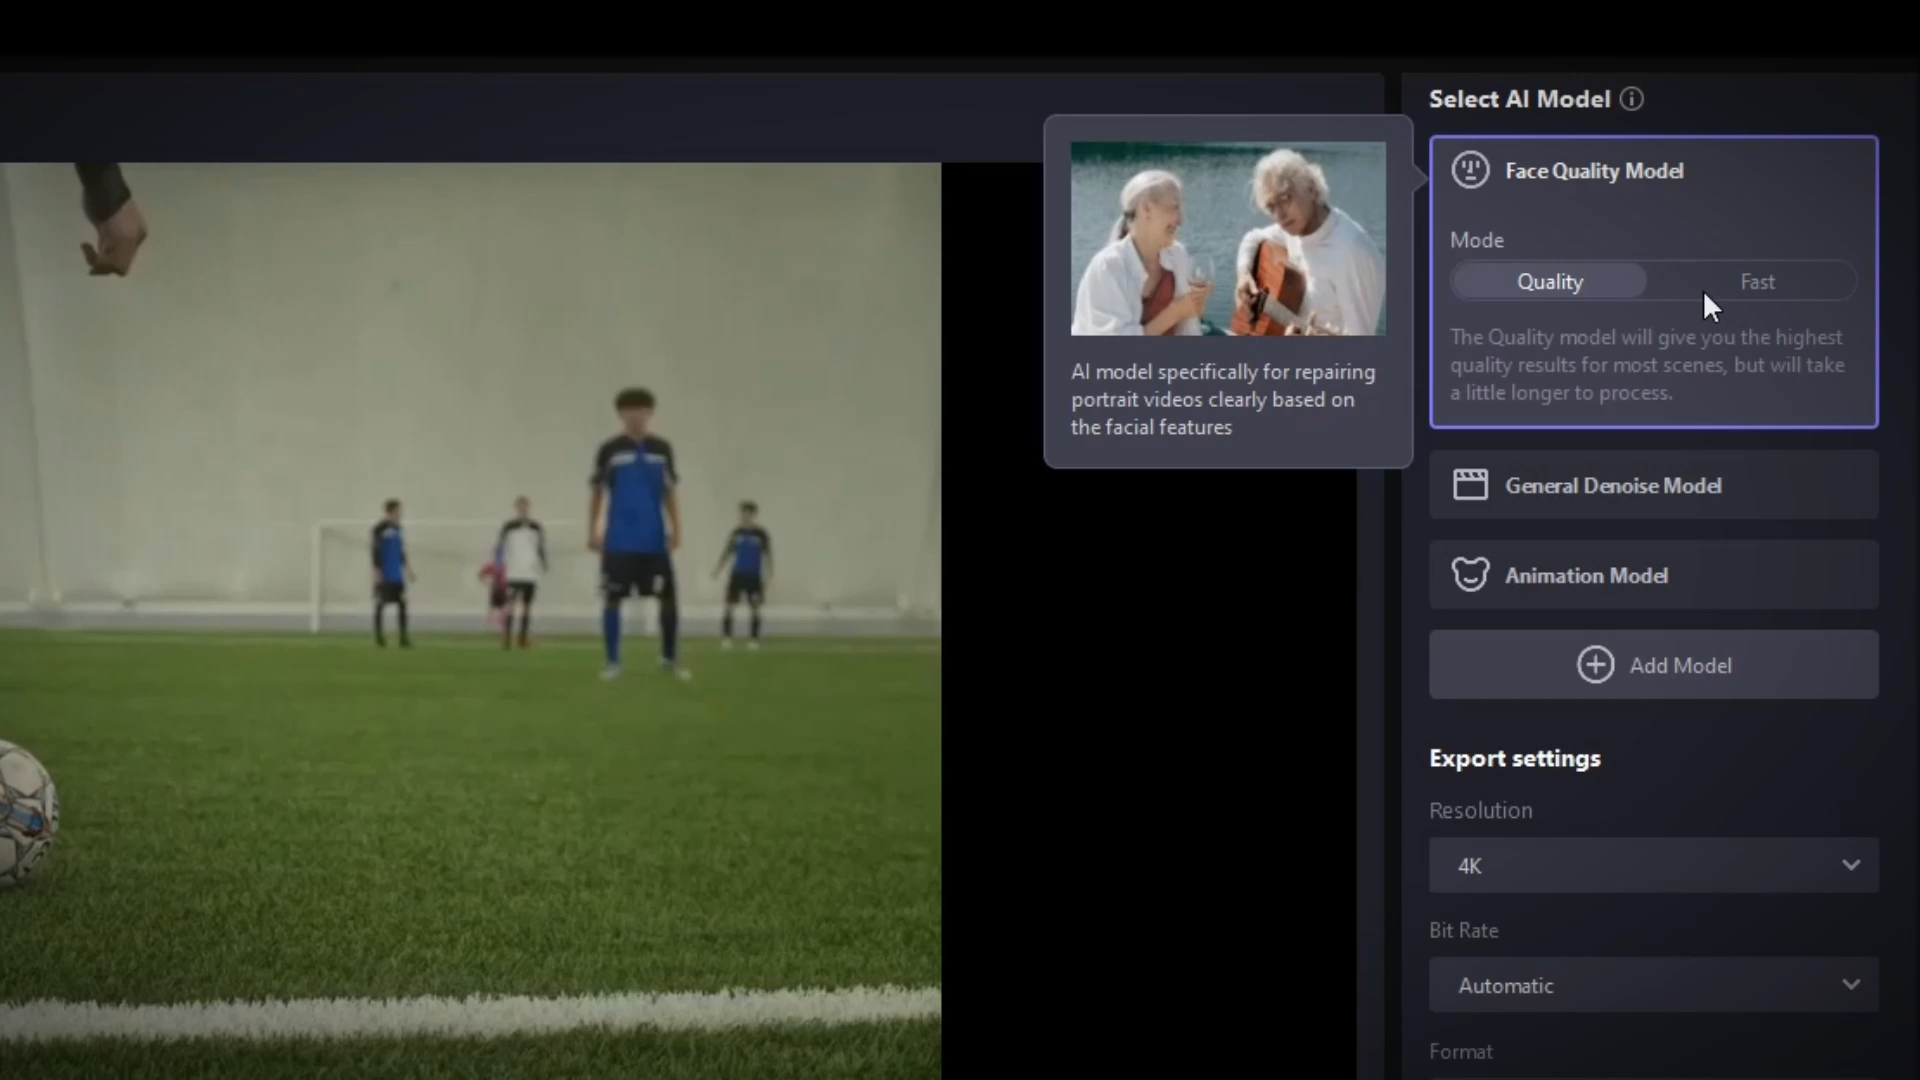 Select AI Model
Face Quality Model
Mode
Quality
Fast
The Quality model will give you the highest
quality results for most scenes, but will take
a little longer to process.
AI model specifically for repairing
portrait videos clearly based on
the facial features
General Denoise Model
Animation Model
Add Model
Export settings
Resolution
4K
Bit Rate
Automatic
Format